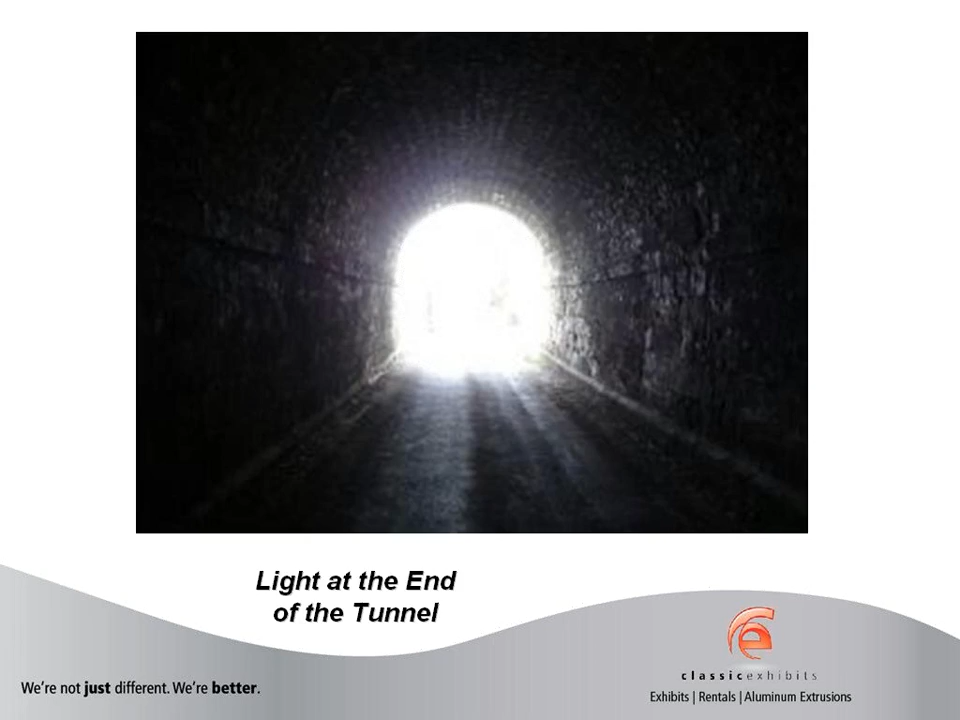 Light at the End
of the Tunnel
We're not just different. We're better.
classicexhibits
Exhibits | Rentals | Aluminum Extrusions